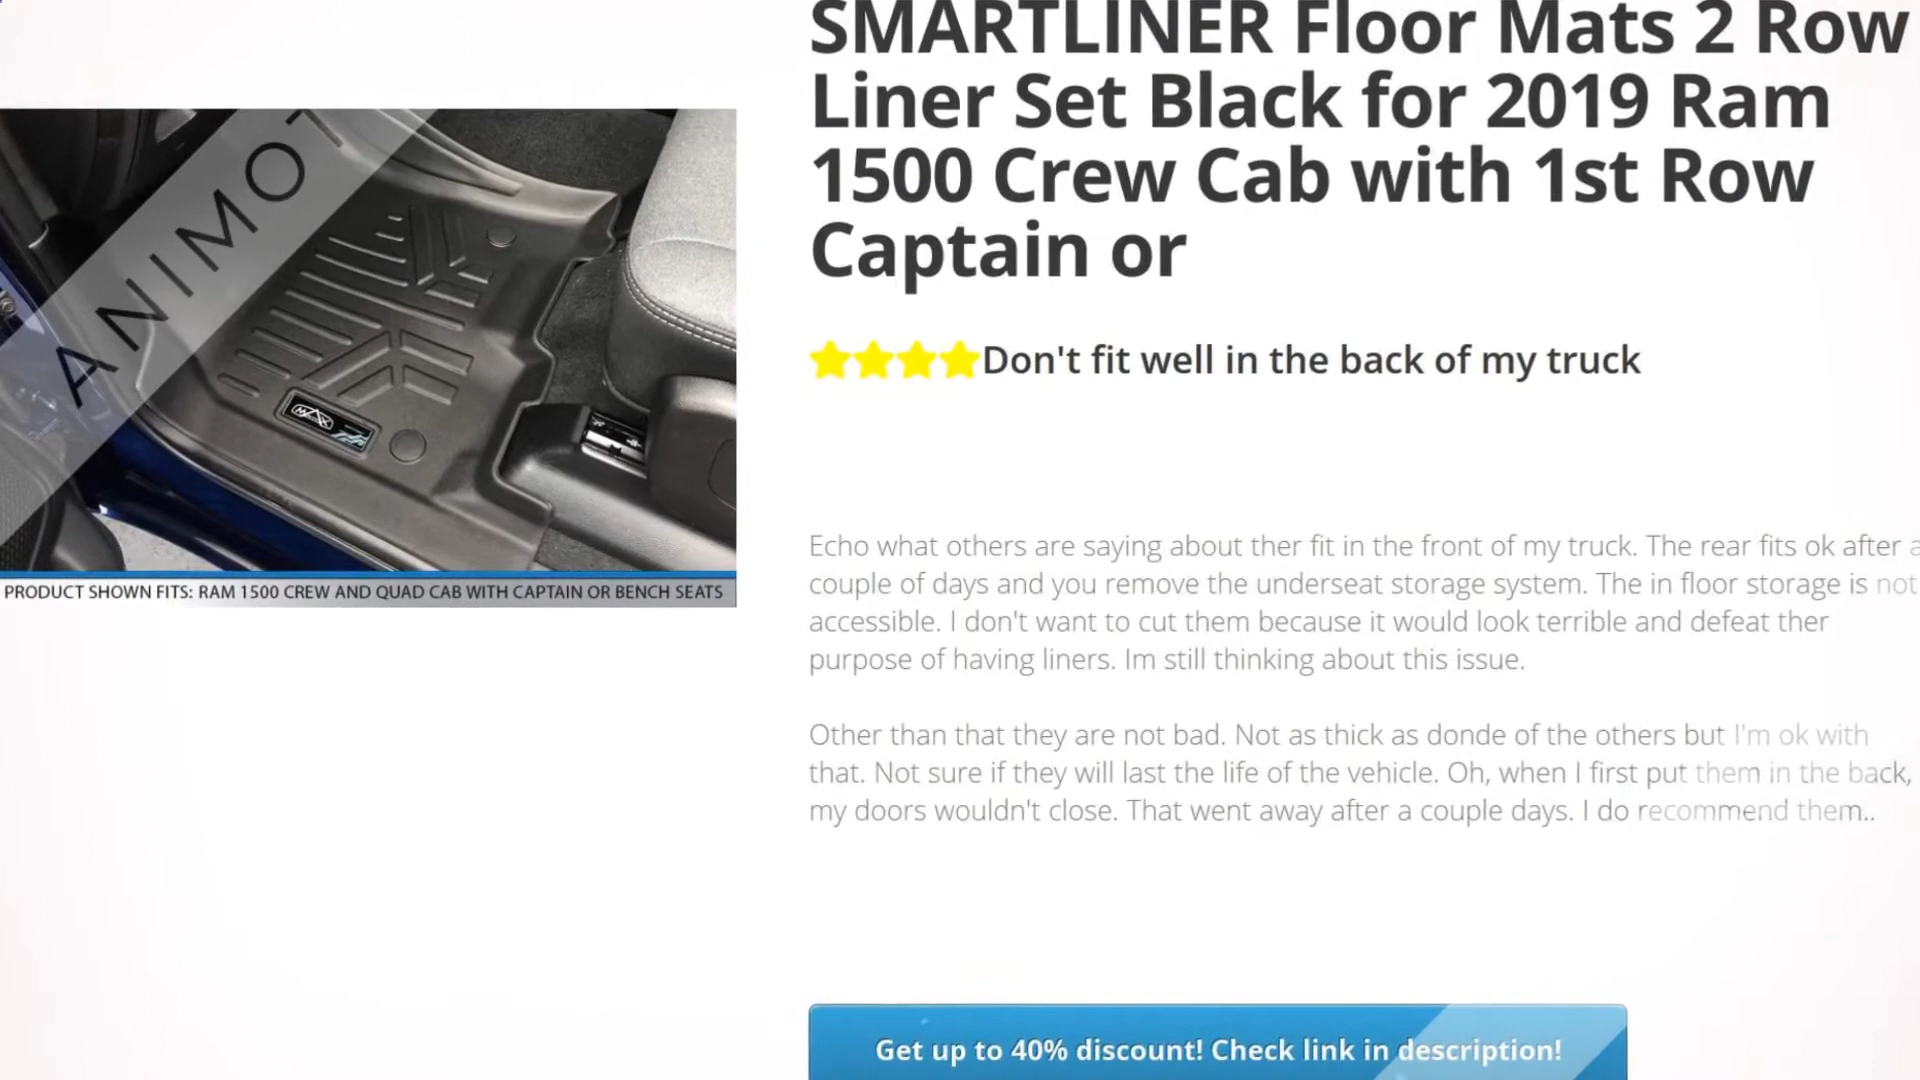 SMARTLINER Floor Mats 2 Row
Liner Set Black for 2019 Ram
1500 Crew Cab with 1st Row
Captain or
Don't fit well in the back of my truck
ANIMOT
MAX
PRODUCT SHOWN FITS: RAM 1500 CREW AND QUAD CAB WITH CAPTAIN OR BENCH SEATS
Echo what others are saying about ther fit in the front of my truck. The rear fits ok after a
couple of days and you remove the underseat storage system. The in floor storage is not
accessible. I don't want to cut them because it would look terrible and defeat ther
purpose of having liners. Im still thinking about this issue.
Other than that they are not bad. Not as thick as donde of the others but I'm ok with
that. Not sure if they will last the life of the vehicle. Oh, when I first put them in the back,
my doors wouldn't close. That went away after a couple days. I do recommend them..
Get up to 40% discount! Check link in description!